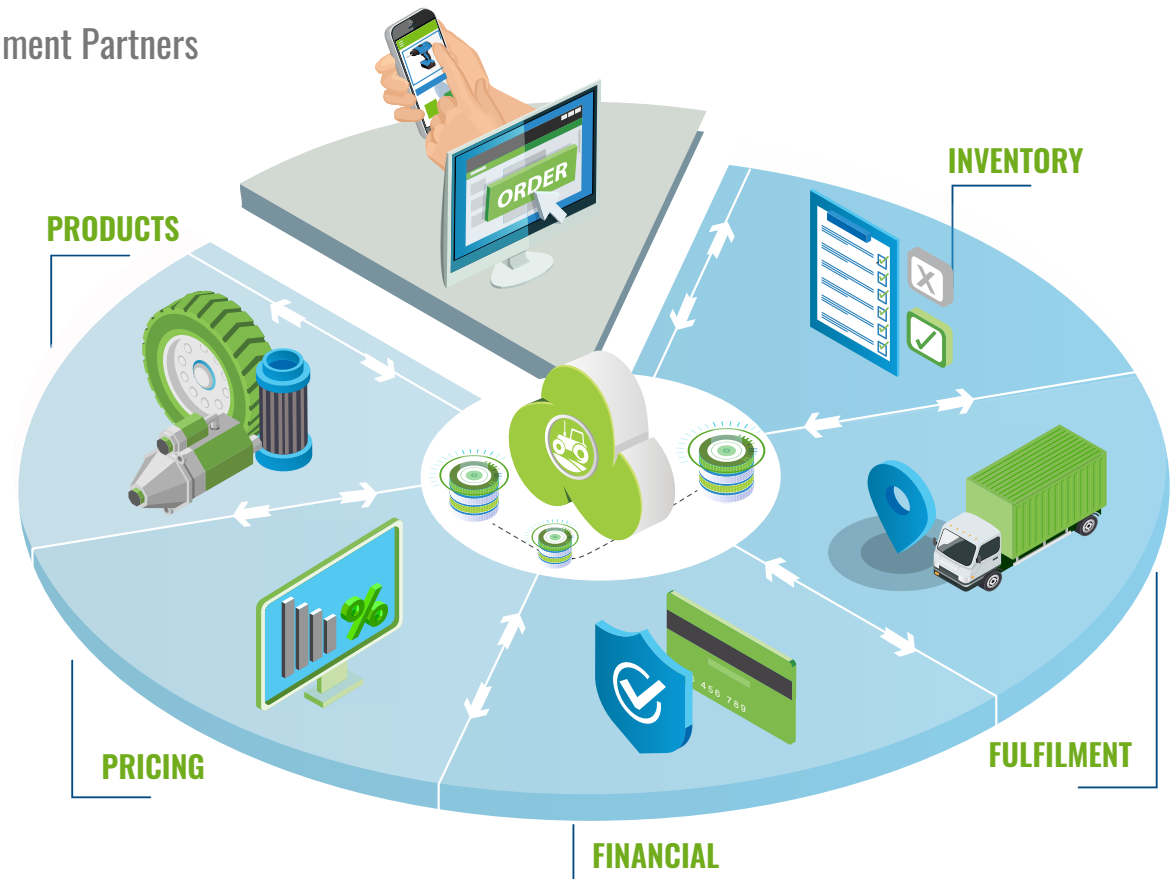 ment Partners
INVENTORY
PRODUCTS
ORDER
%
456 789
FULFILMENT
PRICING
FINANCIAL